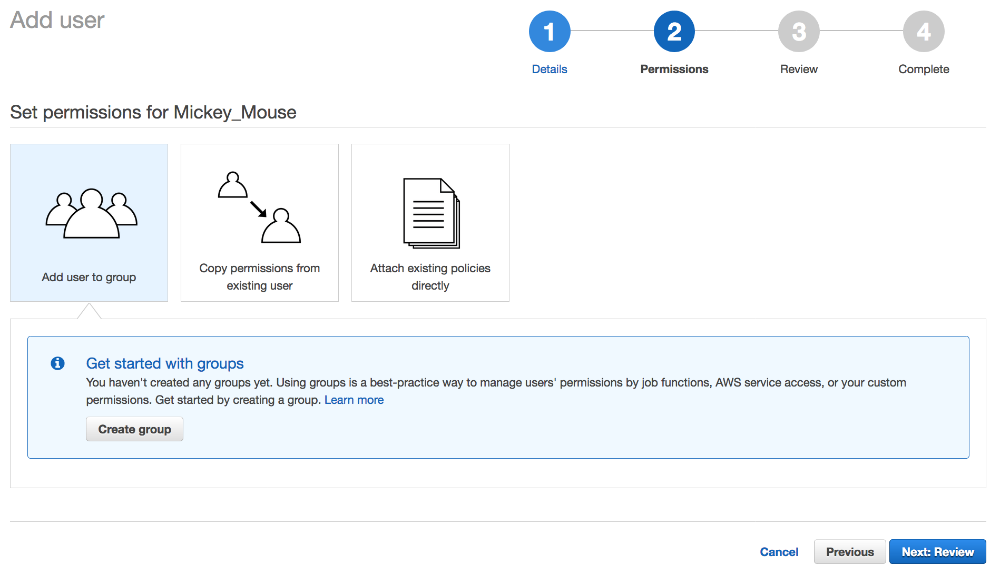 Add user
1
2
3
4
Details
Permissions
Review
Complete
Set permissions for Mickey_Mouse
Add user to group
Copy permissions from
existing user
Attach existing policies
directly
Get started with groups
You haven't created any groups yet. Using groups is a best-practice way to manage users' permissions by job functions, AWS service access, or your custom
permissions. Get started by creating a group. Learn more
Create group
Cancel
Previous
Next: Review